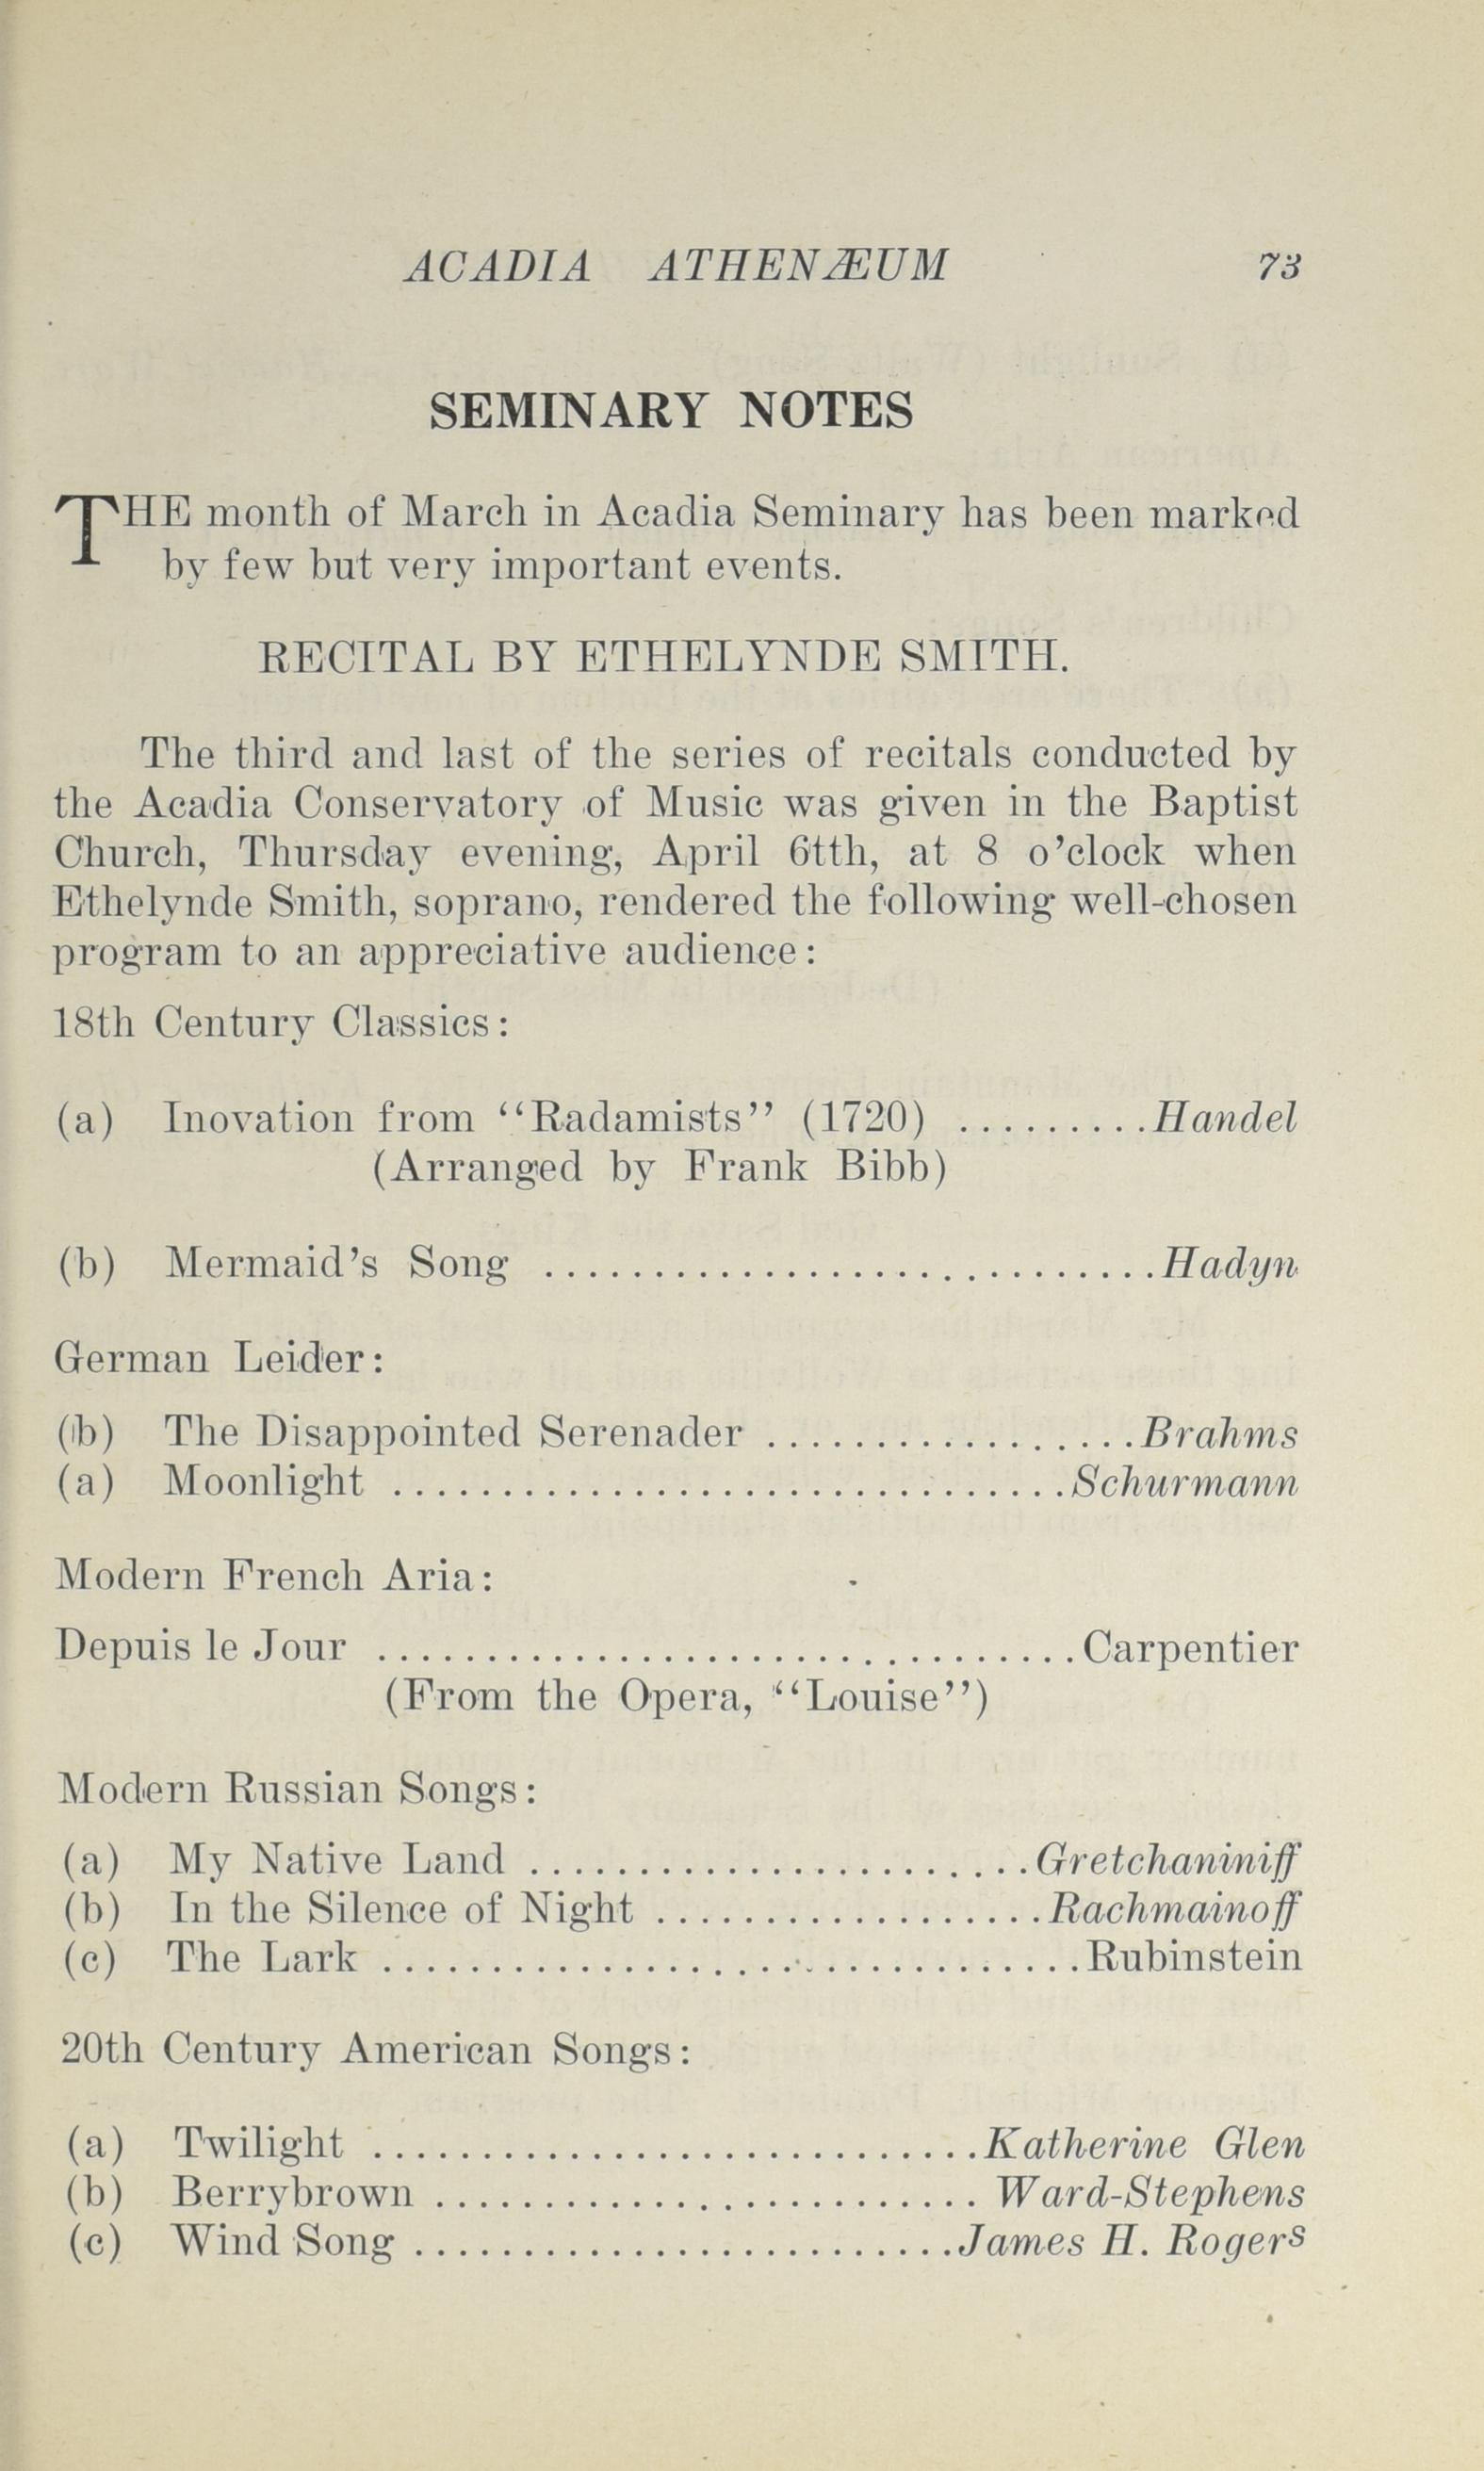 ACADIA ATHENÆUM 73
SEMINARY NOTES
THE month of March in Acadia Seminary has been marked
by few but very important events.
RECITAL BY ETHELYNDE SMITH.
The third and last of the series of recitals conducted by
the Acadia Conservatory of Music was given in the Baptist
Church, Thursday evening, April 6tth, at 8 o'clock when
Ethelynde Smith, soprano, rendered the following well-chosen
program to an appreciative audience:
18th Century Classics:
(a) Inovation from "Radamists" (1720) ..........Handel
(Arranged by Frank Bibb)
(b) Mermaid's Song .............................Hadyn
German Leider:
(b) The Disappointed Serenader .................Brahms
(a) Moonlight ...............................Schurmann
Modern French Aria:
Depuis le Jour ................................Carpentier
(From the Opera, "Louise")
Modern Russian Songs:
(a) My Native Land .......................Gretchaniniff
(b) In the Silence of Night ..................Rachmainoff
(c) The Lark ................................Rubinstein
20th Century American Songs:
(a) Twilight ............................Katherine Glen
(b) Berrybrown ......................... Ward-Stephens
(c) Wind Song .........................James H. Rogers